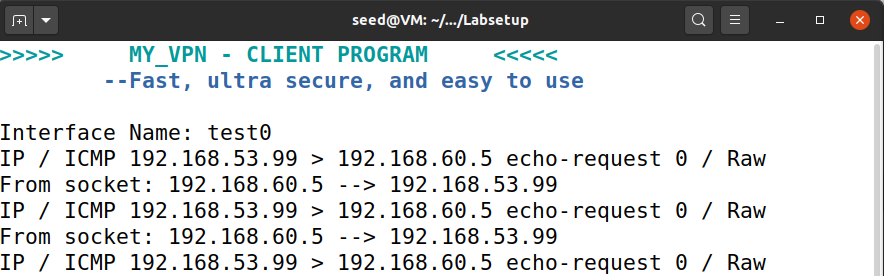 seed@VM: ~/.../Labsetup
>>>>>     MY_VPN - CLIENT PROGRAM     <<<<<
--Fast, ultra secure, and easy to use
Interface Name: test0
IP / ICMP 192.168.53.99 > 192.168.60.5 echo-request 0 / Raw
From socket: 192.168.60.5 --> 192.168.53.99
IP / ICMP 192.168.53.99 > 192.168.60.5 echo-request 0 / Raw
From socket: 192.168.60.5 --> 192.168.53.99
IP / ICMP 192.168.53.99 > 192.168.60.5 echo-request 0 / Raw